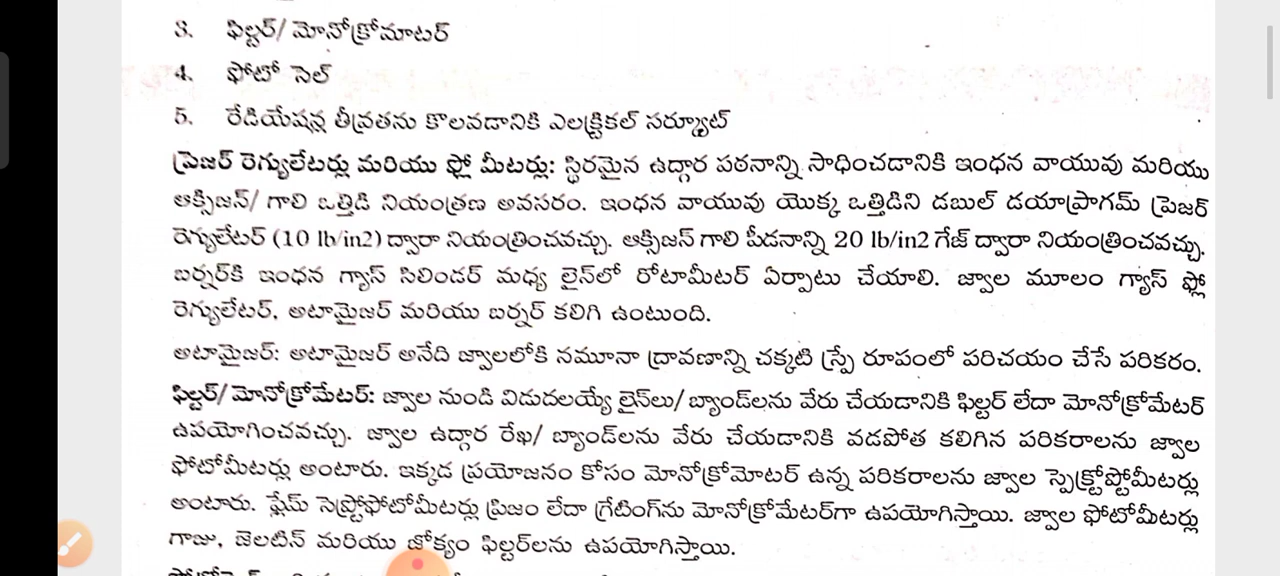 3. ఫిల్టర్/ మోనోక్రోమాటర్
4. ఫోటో సెల్
5. రేడియేషన్ల తీవ్రతను కొలవడానికి ఎలక్ట్రికల్ సర్క్యూట్
ప్రెజర్ రెగ్యులేటర్లు మరియు ఫ్లో మీటర్లు: స్థిరమైన ఉద్గార పఠనాన్ని సాధించడానికి ఇంధన వాయువు మరియు
ఆక్సిజన్/ గాలి ఒత్తిడి నియంత్రణ అవసరం. ఇంధన వాయువు యొక్క ఒత్తిడిని డబుల్ డయాప్రాగమ్ ప్రెజర్
రెగ్యులేటర్ (10 lb/in2) ద్వారా నియంత్రించవచ్చు. ఆక్సిజన్ గాలి పీడనాన్ని 20 lb/in2 గేజ్ ద్వారా నియంత్రించవచ్చు.
బర్నర్‌కి ఇంధన గ్యాస్ సిలిండర్ మధ్య లైన్‌లో రోటామీటర్ ఏర్పాటు చేయాలి. జ్వాల మూలం గ్యాస్ ఫ్లో
రెగ్యులేటర్, అటామైజర్ మరియు బర్నర్ కలిగి ఉంటుంది.
అటామైజర్: అటామైజర్ అనేది జ్వాలలోకి నమూనా ద్రావణాన్ని చక్కటి స్ప్రే రూపంలో పరిచయం చేసే పరికరం.
ఫిల్టర్/ మోనోక్రోమేటర్: జ్వాల నుండి విడుదలయ్యే లైన్‌లు/ బ్యాండ్‌లను వేరు చేయడానికి ఫిల్టర్ లేదా మోనోక్రోమేటర్
ఉపయోగించవచ్చు. జ్వాల ఉద్గార రేఖ/ బ్యాండ్‌లను వేరు చేయడానికి వడపోత కలిగిన పరికరాలను జ్వాల
ఫోటోమీటర్లు అంటారు. ఇక్కడ ప్రయోజనం కోసం మోనోక్రోమోటర్ ఉన్న పరికరాలను జ్వాల స్పెక్ట్రోప్టోమీటర్లు
అంటారు. ఫ్లేమ్ సెప్ట్రోఫోటోమీటర్లు ప్రిజం లేదా గ్రేటింగ్‌ను మోనోక్రోమేటర్‌గా ఉపయోగిస్తాయి. జ్వాల ఫోటోమీటర్లు
గాజు, జెలటిన్ మరియు జోక్యం ఫిల్టర్‌లను ఉపయోగిస్తాయి.